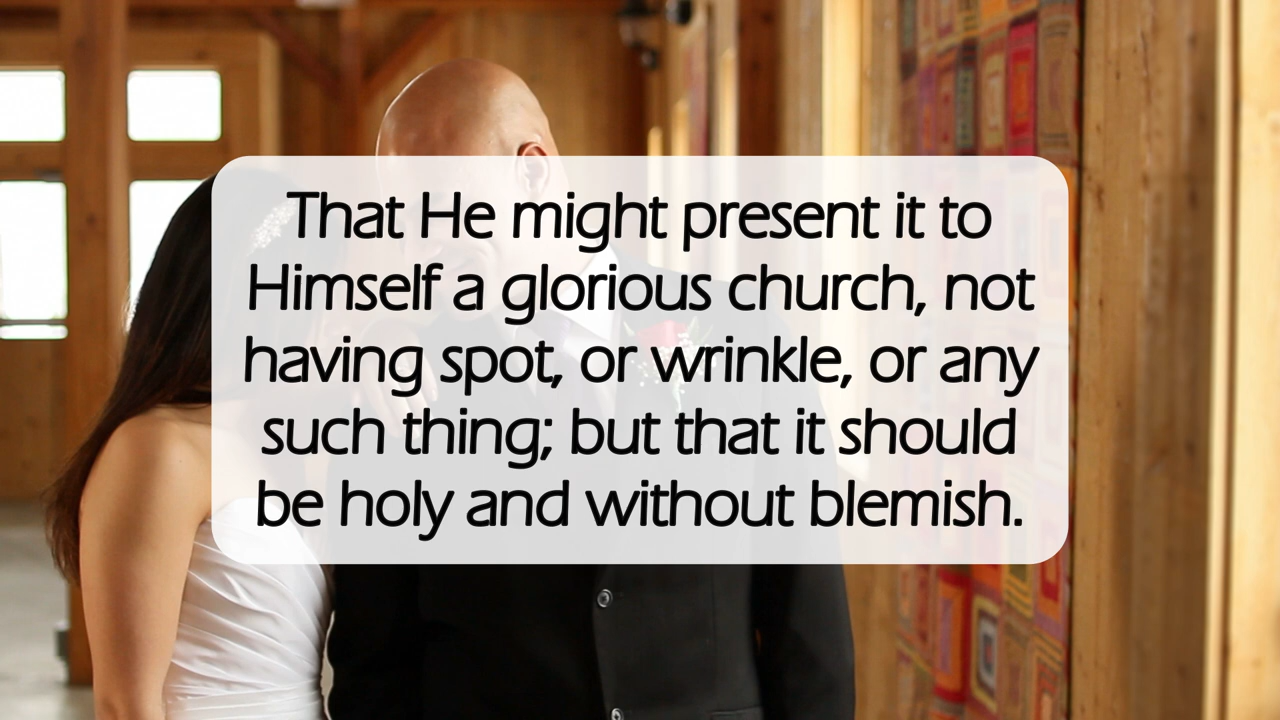 That He might present it to
Himself a glorious church, not
having spot, or wrinkle, or any
such thing; but that it should
be holy and without blemish.